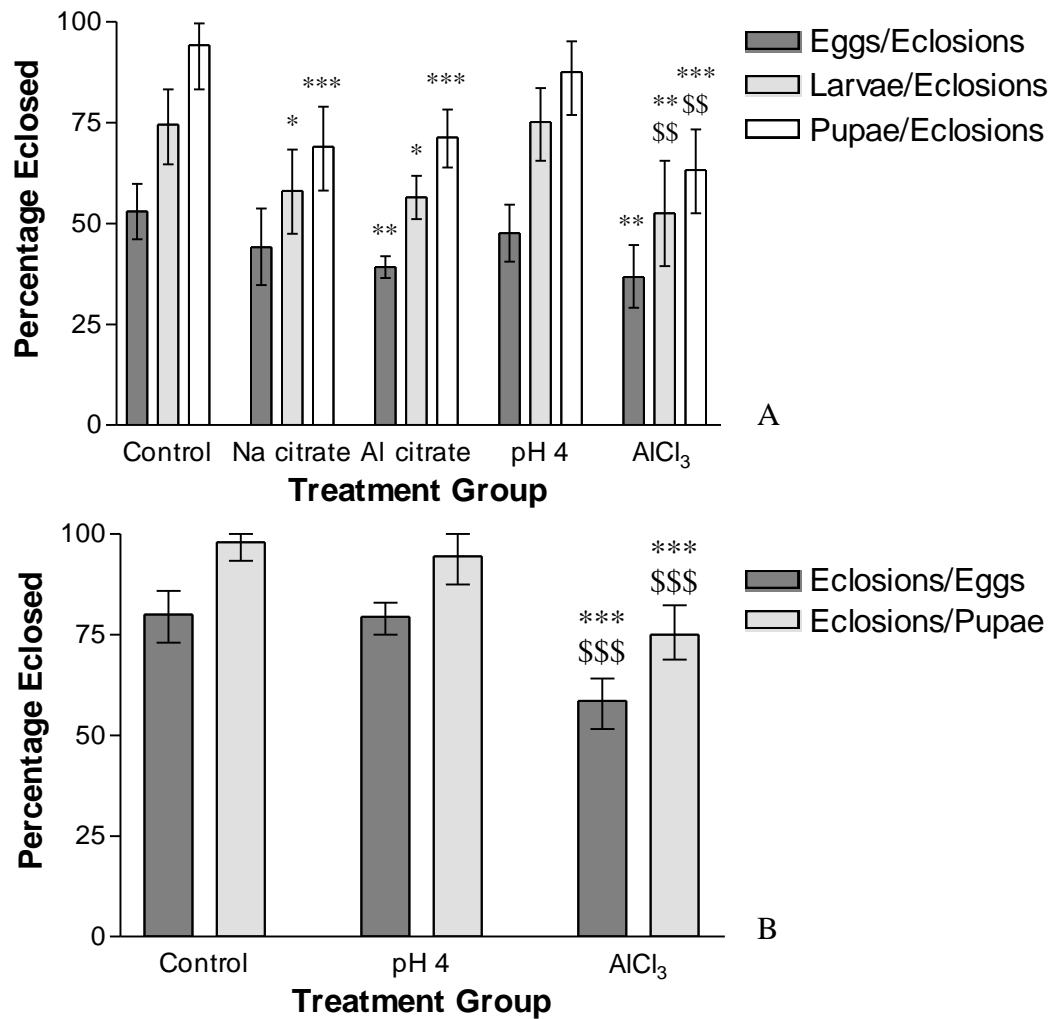 100
75
50
25
0
Percentage Eclosed
***
*
***
*
**
***
**
$$
**
$$
**
Control
Na citrate
Al citrate
pH 4
AlCl₃
Treatment Group
Eggs/Eclosions
Larvae/Eclosions
Pupae/Eclosions
A
100
75
50
25
0
Percentage Eclosed
***
$$$
***
$$$
Control
pH 4
AlCl₃
Treatment Group
Eclosions/Eggs
Eclosions/Pupae
B